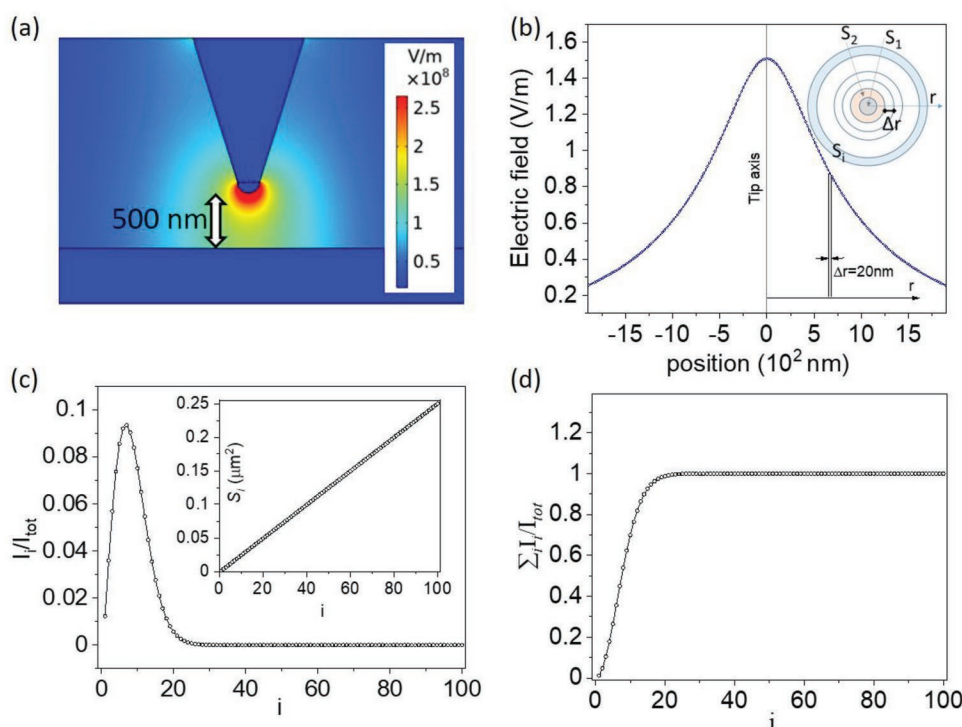 (a)
V/m
×10⁸
2.5
2
1.5
1
0.5
500 nm
(b)
Electric field (V/m)
1.6
1.4
1.2
1.0
0.8
0.6
0.4
0.2
-15 -10 -5 0 5 10 15
position (10² nm)
Tip axis
S₂ S₁
r
Δr
Sᵢ
Δr=20nm
r
(c)
Iᵢ/Iₜₒₜ
0.1
0.08
0.06
0.04
0.02
0
0 20 40 60 80 100
i
Sᵢ (μm²)
0.25
0.20
0.15
0.10
0.05
0
0 20 40 60 80 100
i
(d)
∑ᵢIᵢ/Iₜₒₜ
1.2
1
0.8
0.6
0.4
0.2
0
0 20 40 60 80 100
i